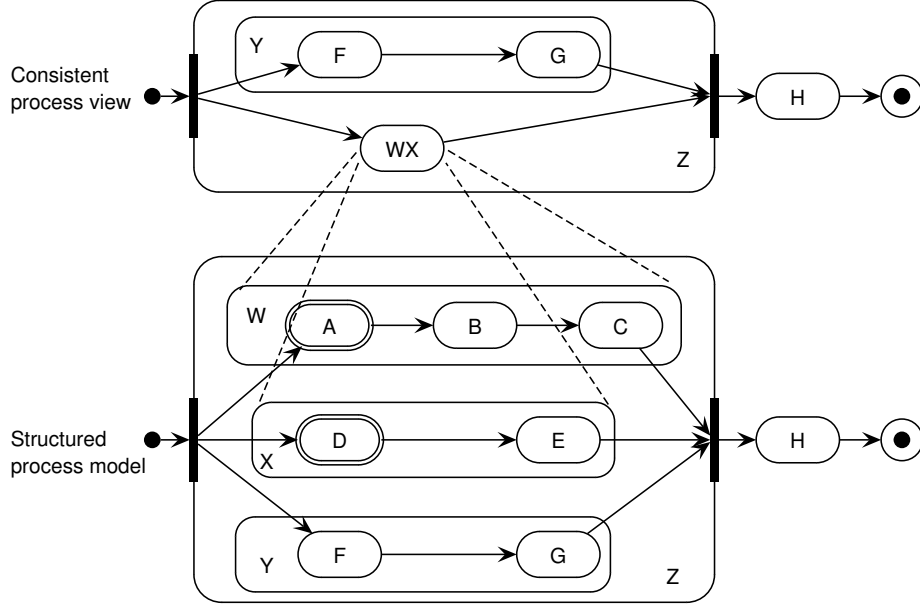 Y
F
G
Consistent
process view
H
WX
Z
W
A
B
C
Structured
process model
X
D
E
H
Y
F
G
Z